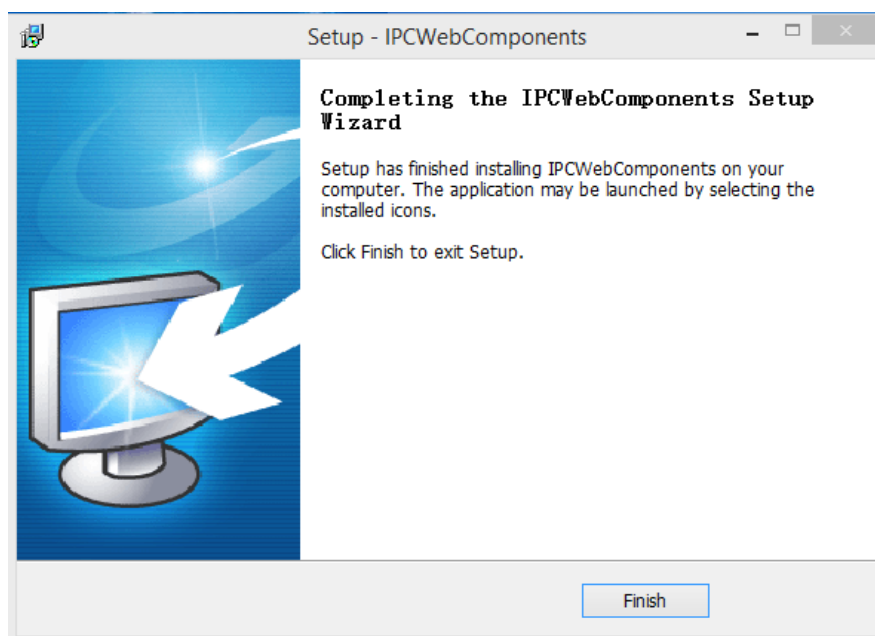 Setup - IPCWebComponents
Completing the IPCWebComponents Setup
Wizard
Setup has finished installing IPCWebComponents on your
computer. The application may be launched by selecting the
installed icons.
Click Finish to exit Setup.
Finish